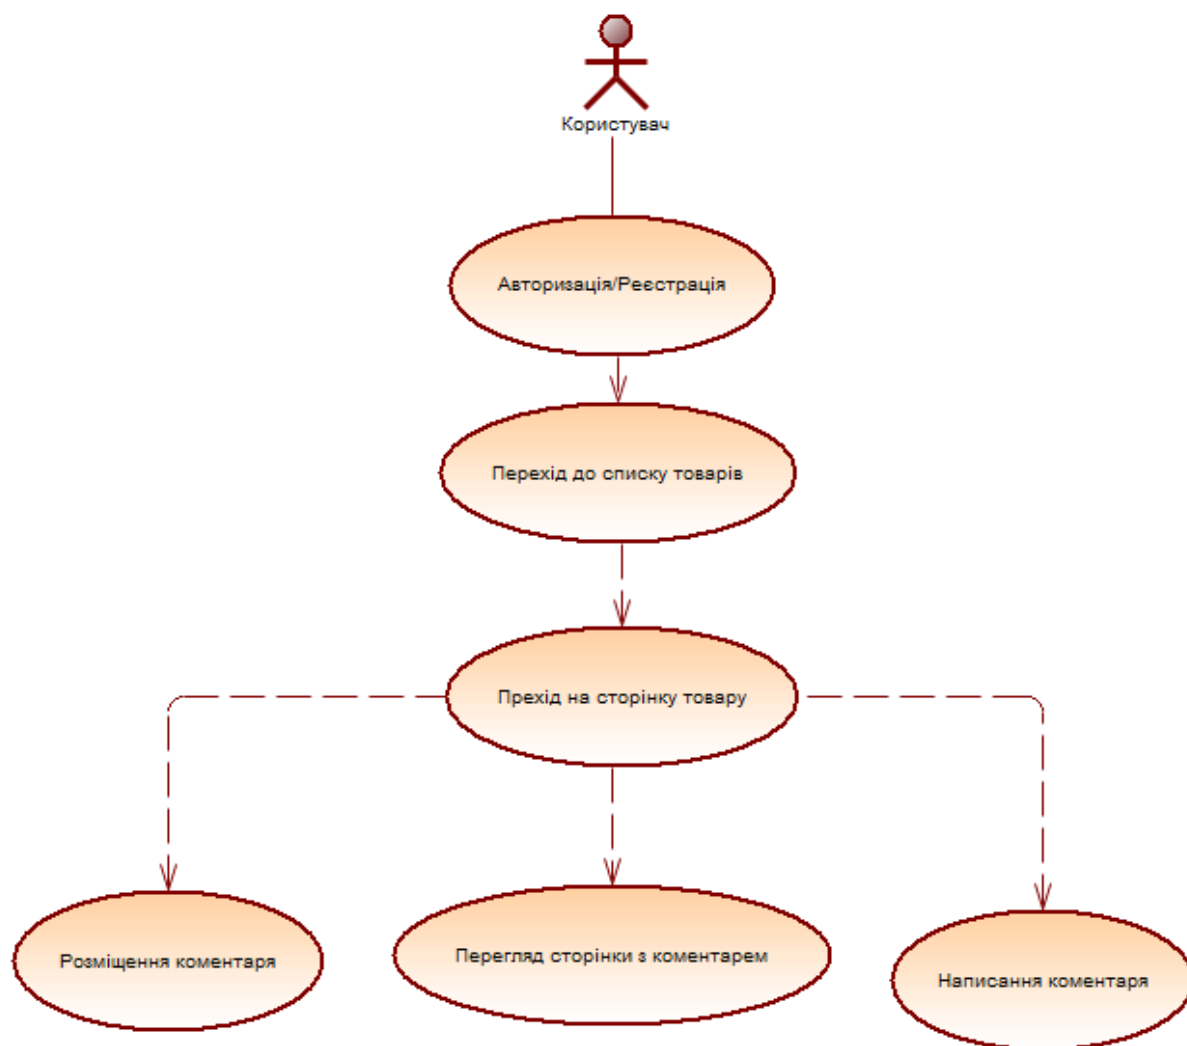 Користувач
Авторизація/Реєстрація
Перехід до списку товарів
Прехід на сторінку товару
Розміщення коментаря
Перегляд сторінки з коментарем
Написання коментаря